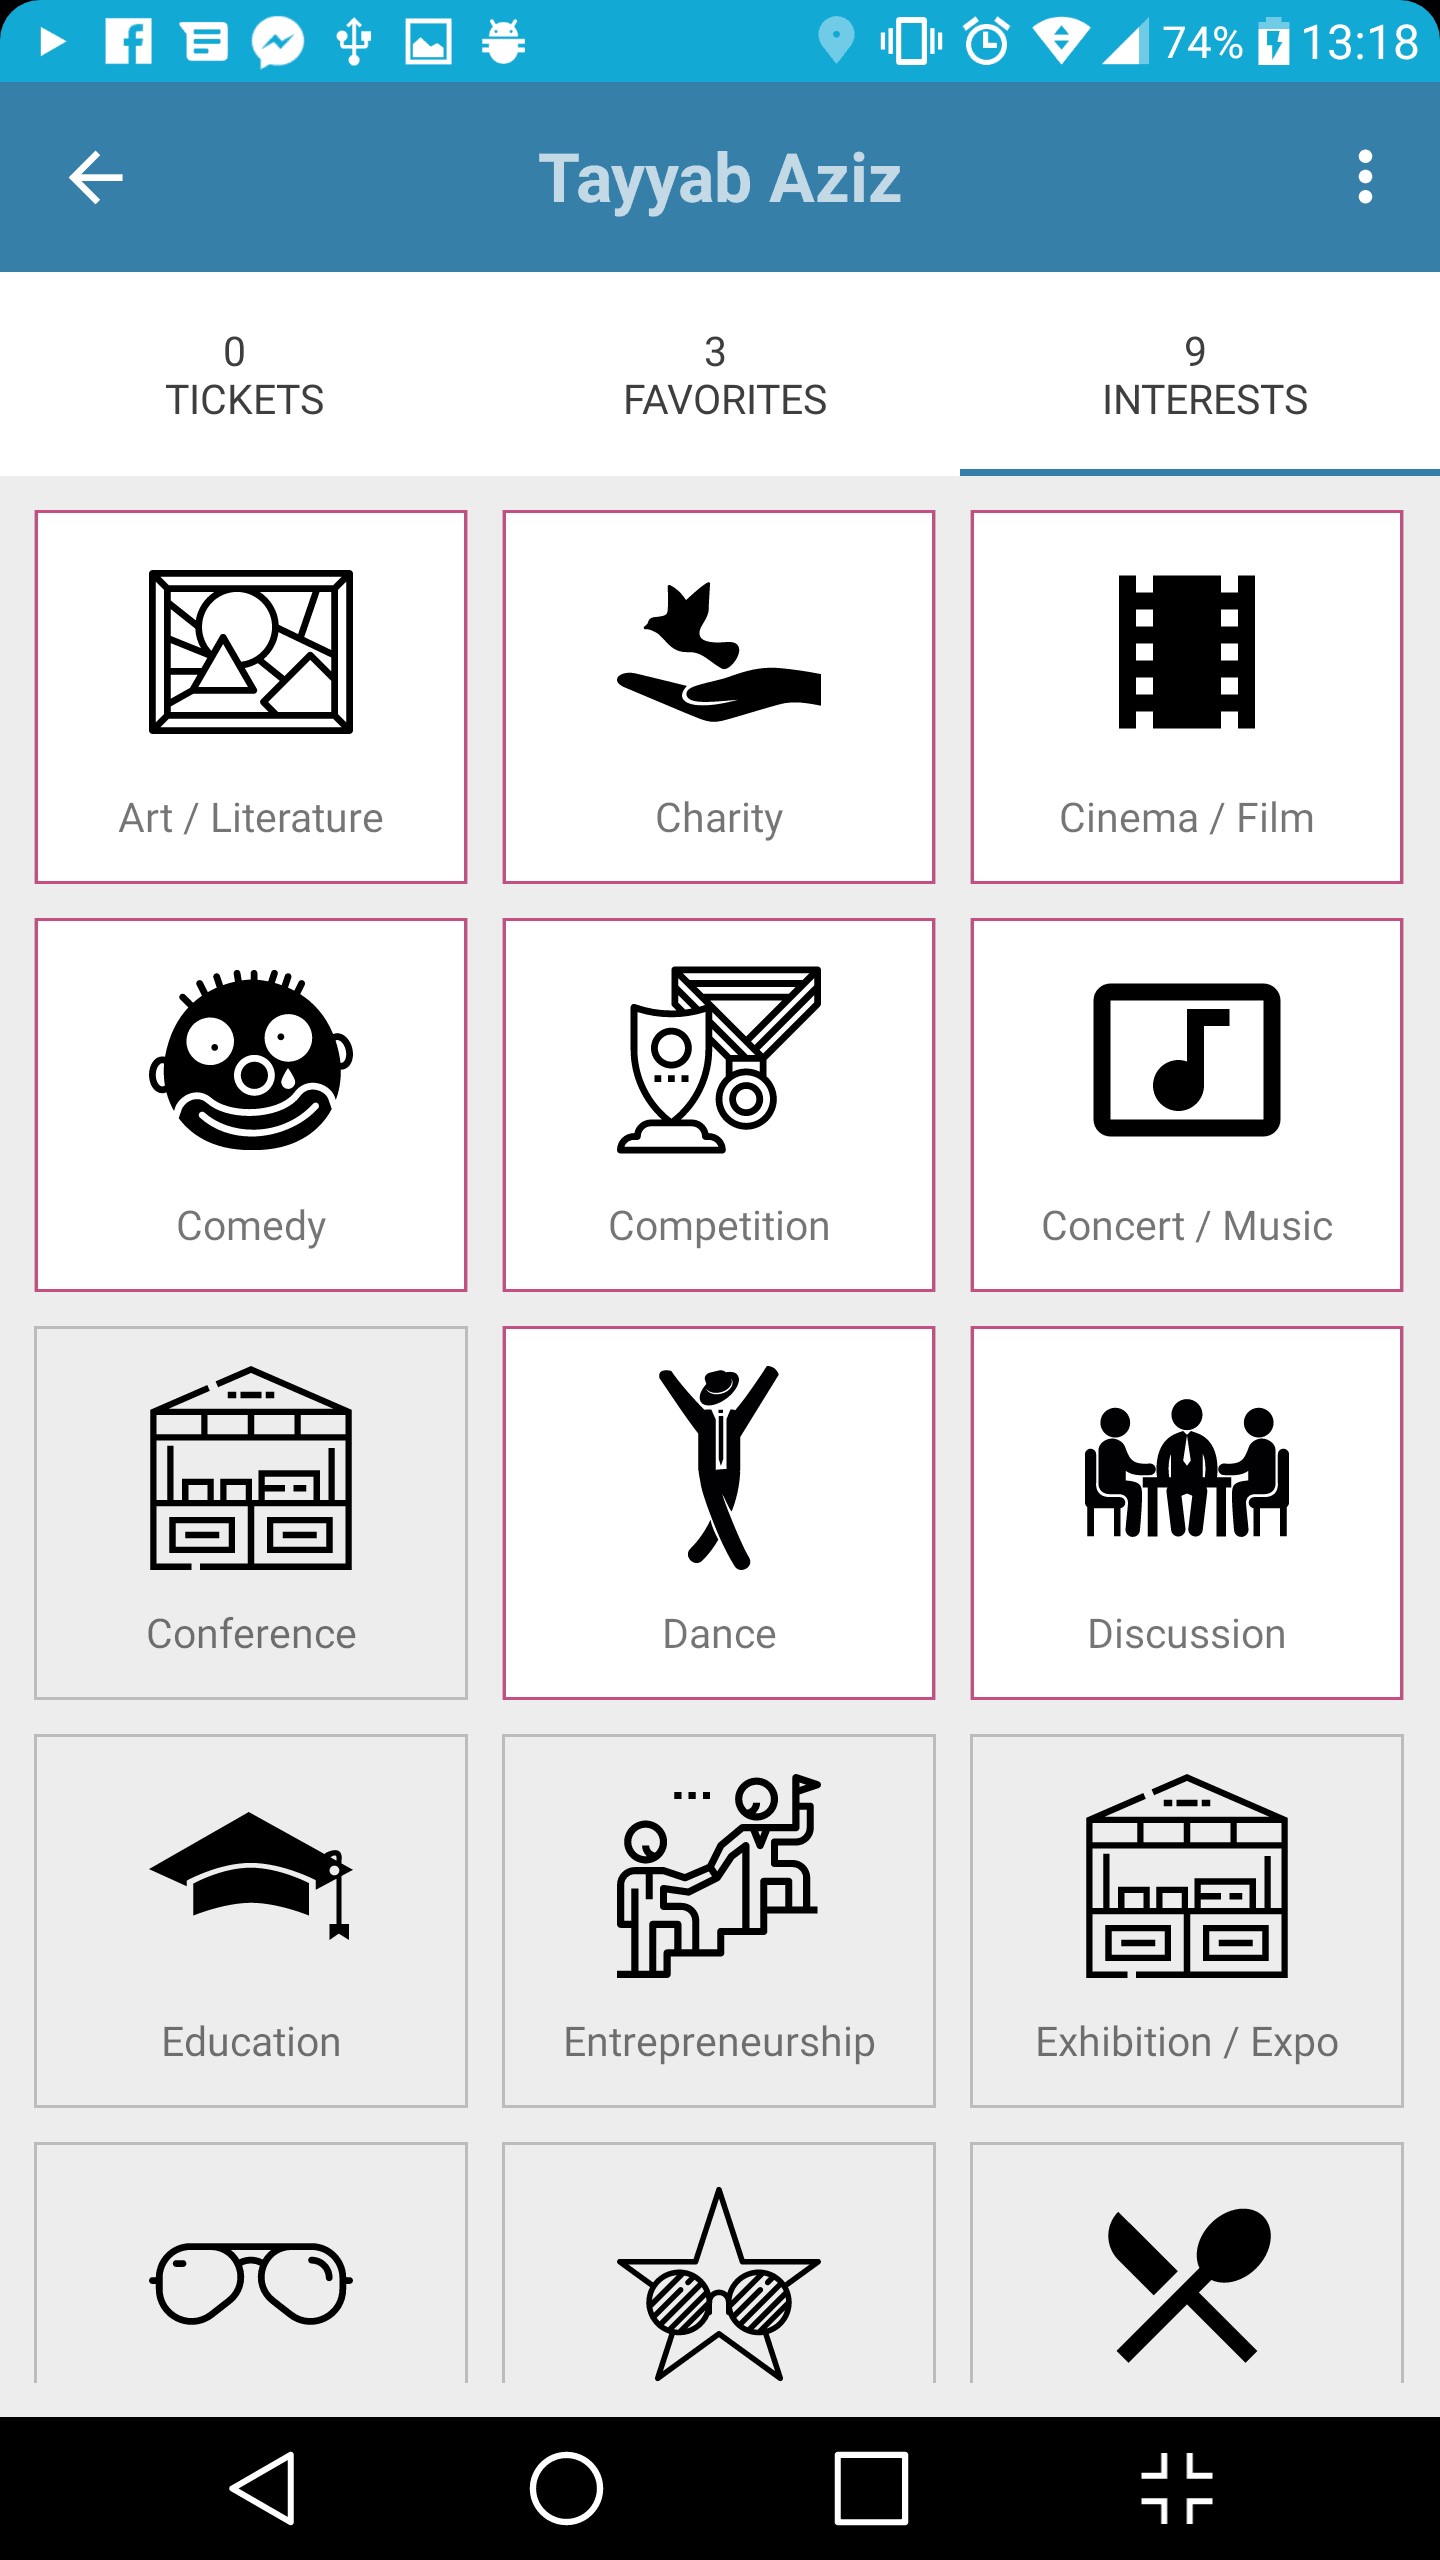 74% 13:18
Tayyab Aziz
0 3 9
TICKETS FAVORITES INTERESTS
Art / Literature Charity Cinema / Film
Comedy Competition Concert / Music
Conference Dance Discussion
Education Entrepreneurship Exhibition / Expo